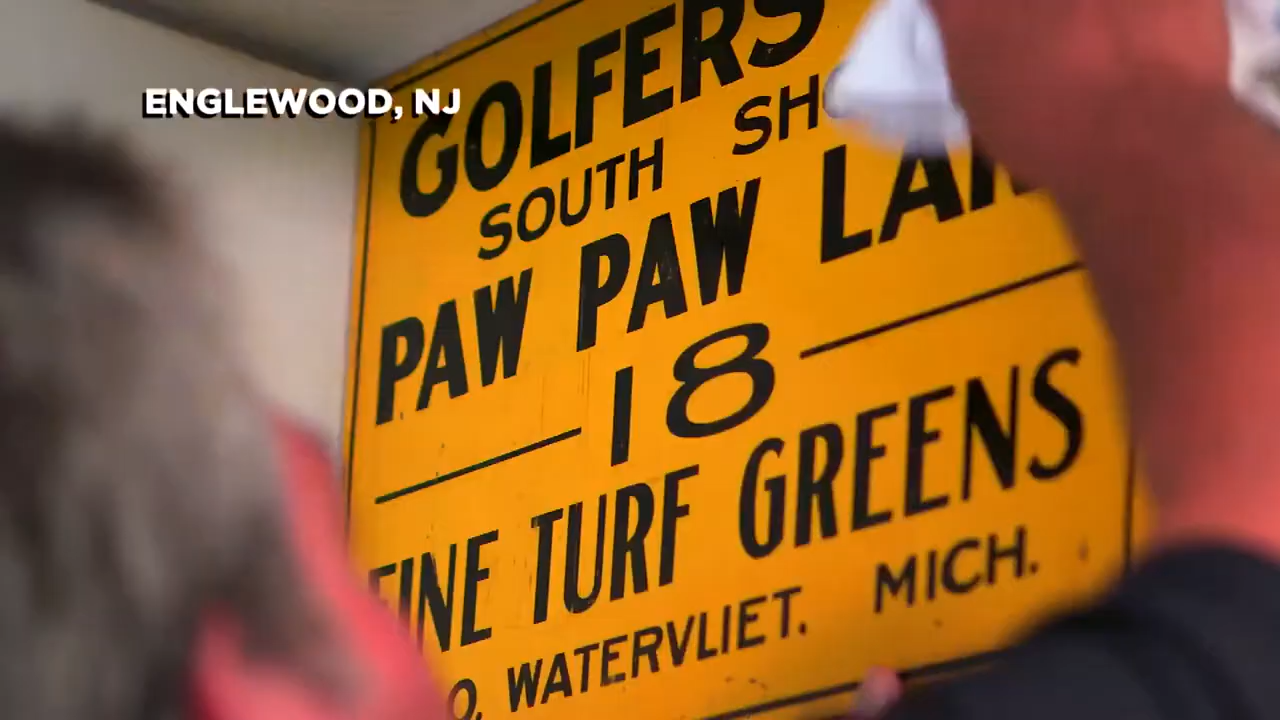 ENGLEWOOD, NJ
GOLFERS
SOUTH
PAW PAW
18
FINE TURF GREENS
WATERVLIET. MICH.